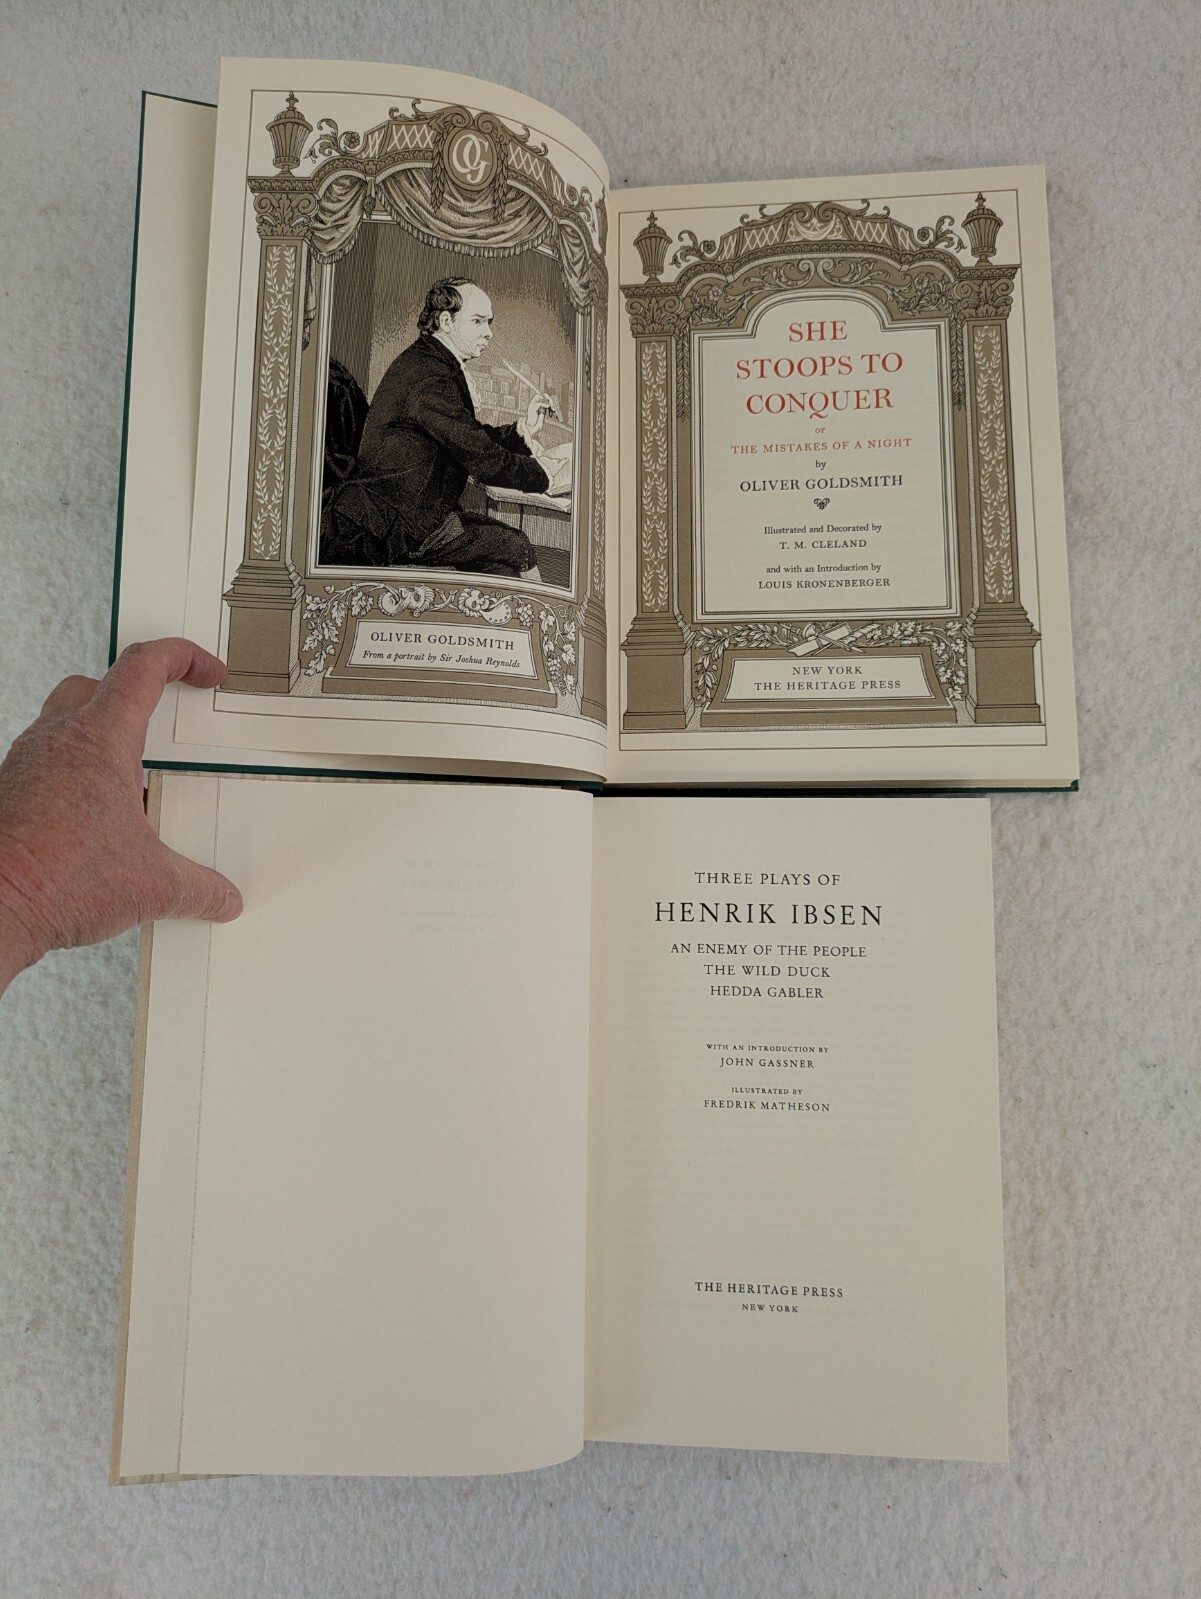 OG
OLIVER GOLDSMITH
From a portrait by Sir Joshua Reynolds
SHE
STOOPS TO
CONQUER
or
THE MISTAKES OF A NIGHT
by
OLIVER GOLDSMITH
Illustrated and Decorated by
T. M. CLELAND
and with an Introduction by
LOUIS KRONENBERGER
NEW YORK
THE HERITAGE PRESS
THREE PLAYS OF
HENRIK IBSEN
AN ENEMY OF THE PEOPLE
THE WILD DUCK
HEDDA GABLER
WITH AN INTRODUCTION BY
JOHN GASSNER
ILLUSTRATED BY
FREDRIK MATHESON
THE HERITAGE PRESS
NEW YORK